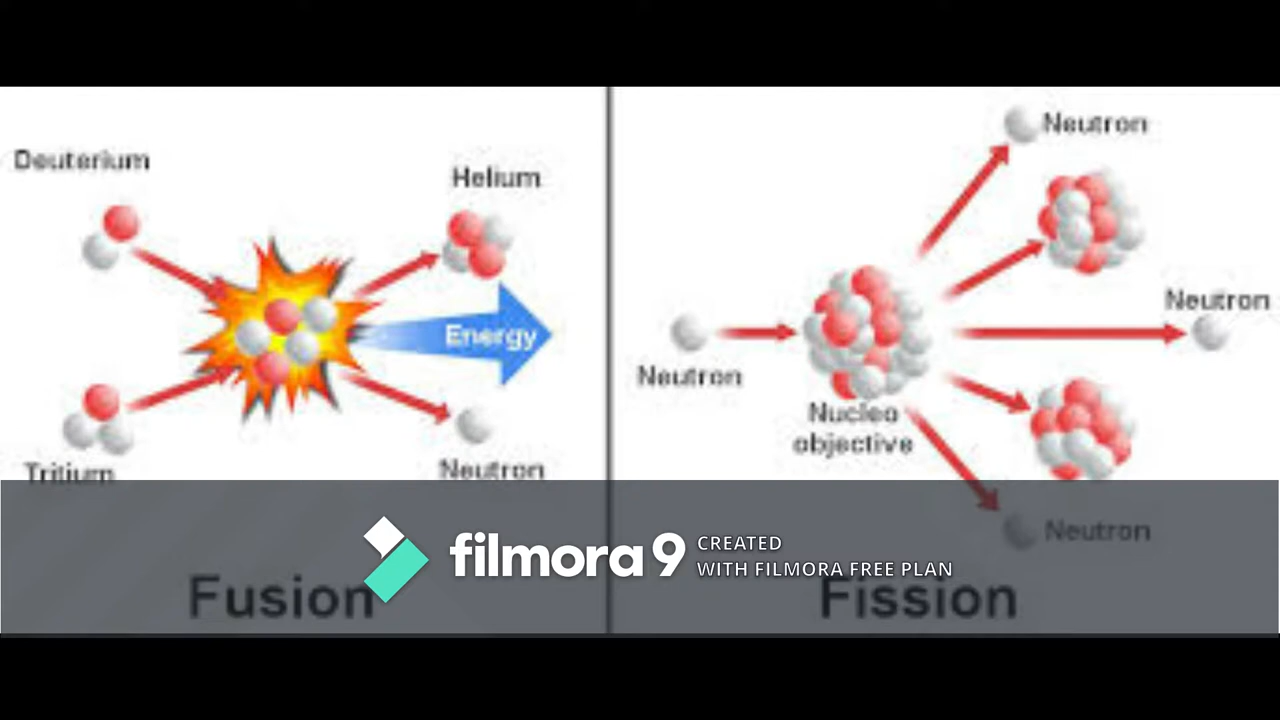 Deuterium
Helium
Energy
Tritium
Neutron
Fusion
Neutron
Neutron
Neutron
Nucleo
objective
Neutron
Fission
filmora 9
CREATED
WITH FILMORA FREE PLAN